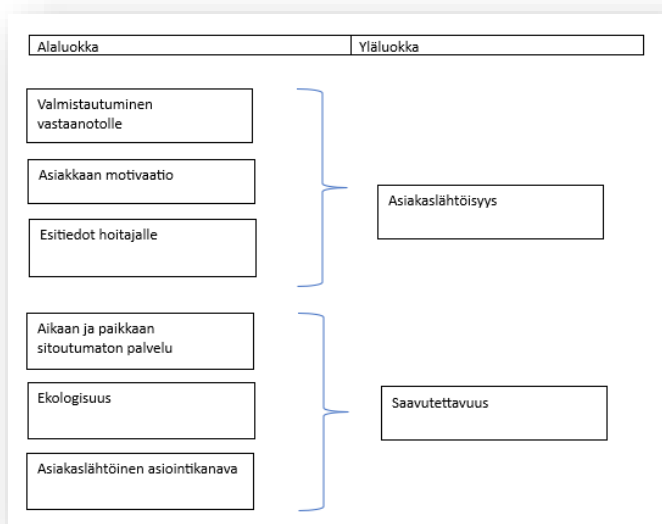 Alaluokka
Yläluokka
Valmistautuminen
vastaanotolle
Asiakkaan motivaatio
Esitiedot hoitajalle
Asiakaslähtöisyys
Aikaan ja paikkaan
sitoutumaton palvelu
Ekologisuus
Asiakaslähtöinen asiointikanava
Saavutettavuus